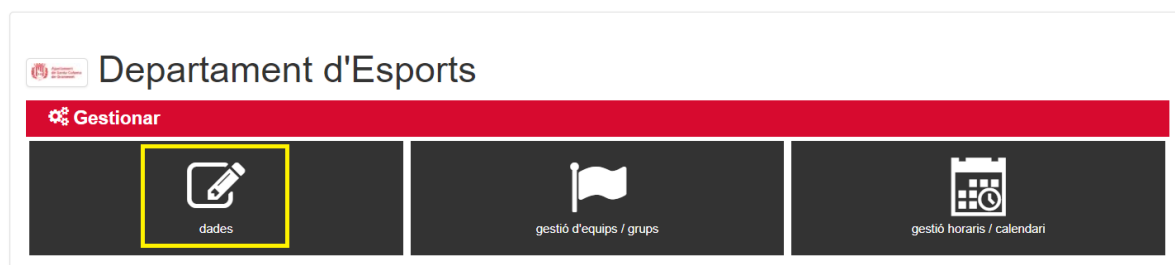 Departament d'Esports
Gestionar
dades
gestió d'equips / grups
gestió horaris / calendari